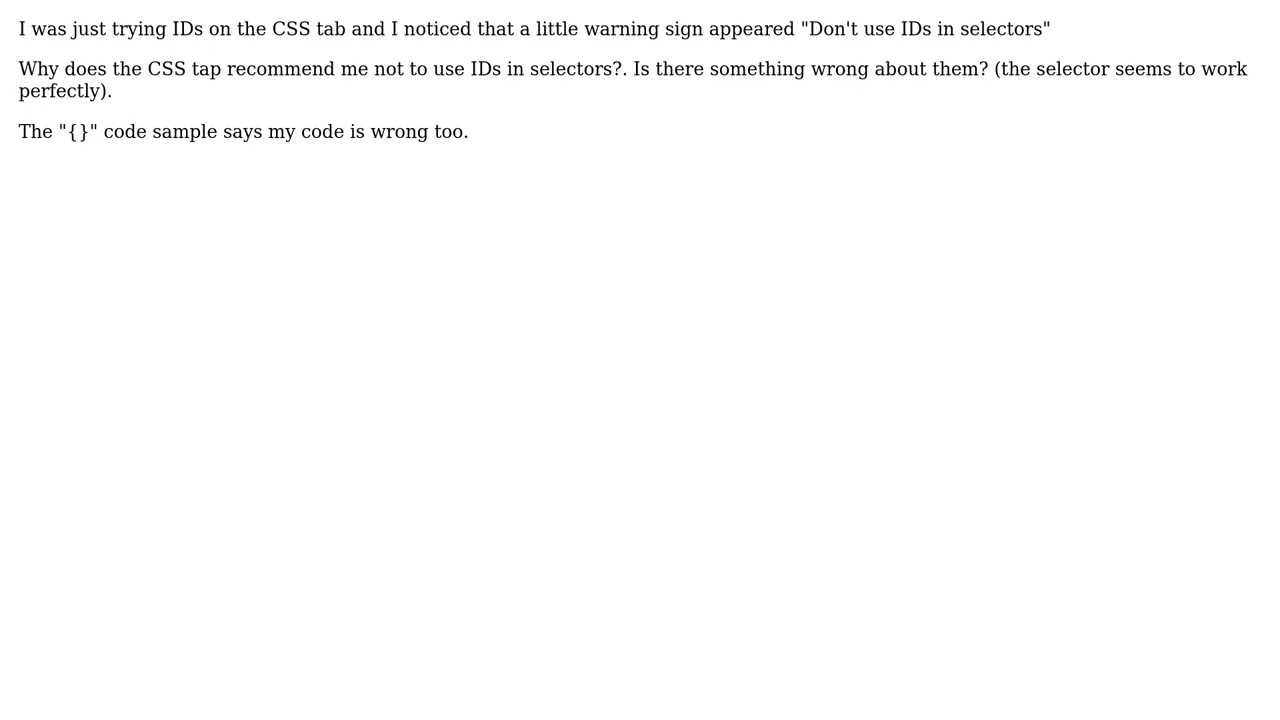 I was just trying IDs on the CSS tab and I noticed that a little warning sign appeared "Don't use IDs in selectors"
Why does the CSS tap recommend me not to use IDs in selectors?. Is there something wrong about them? (the selector seems to work
perfectly).
The "{}" code sample says my code is wrong too.